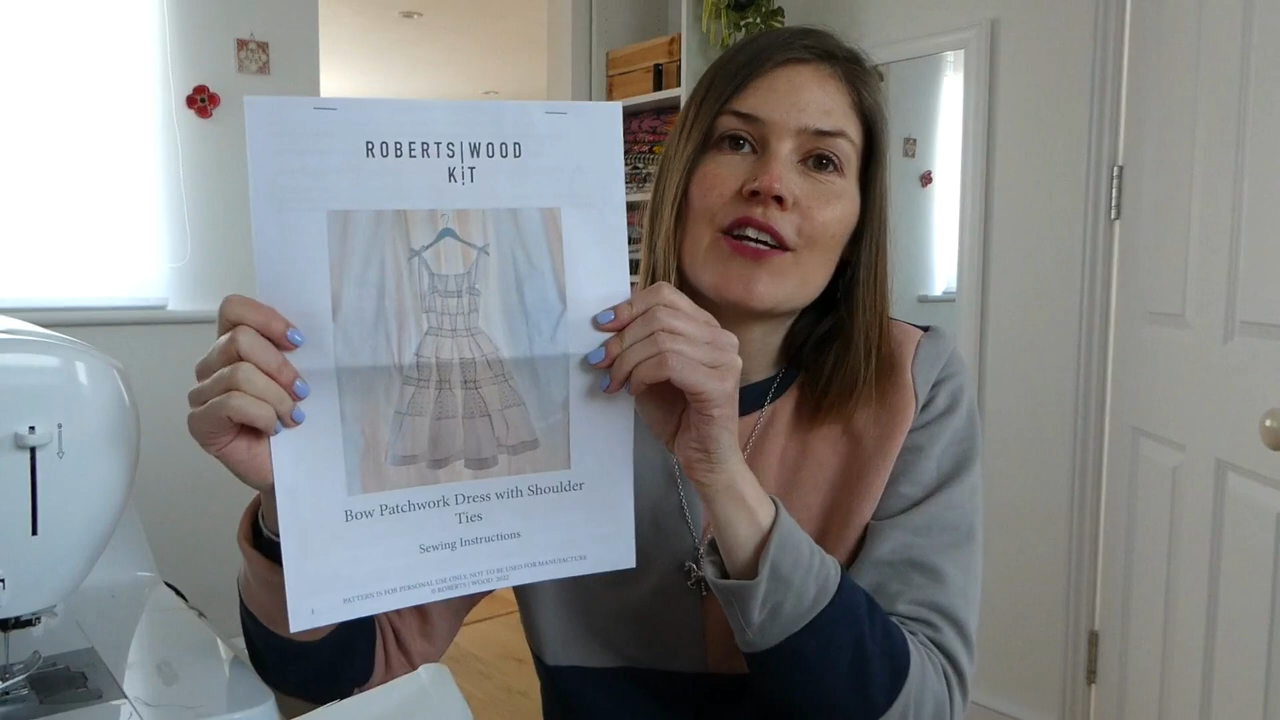 ROBERTS|WOOD
K!T
Bow Patchwork Dress with Shoulder
Ties
Sewing Instructions
PATTERN IS FOR PERSONAL USE ONLY, NOT TO BE USED FOR MANUFACTURE
© ROBERTS | WOOD 2022
1